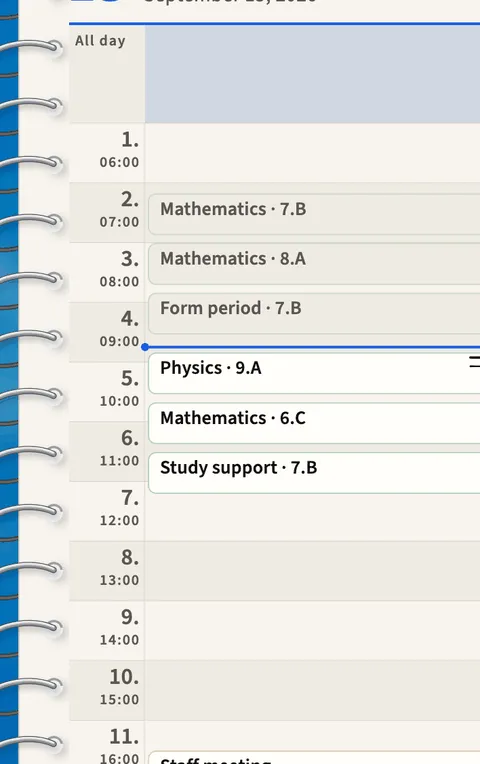 All day
1.
06:00
2.
07:00
Mathematics · 7.B
3.
08:00
Mathematics · 8.A
4.
09:00
Form period · 7.B
5.
10:00
Physics · 9.A
Mathematics · 6.C
6.
11:00
Study support · 7.B
7.
12:00
8.
13:00
9.
14:00
10.
15:00
11.
16:00
Staff meeting